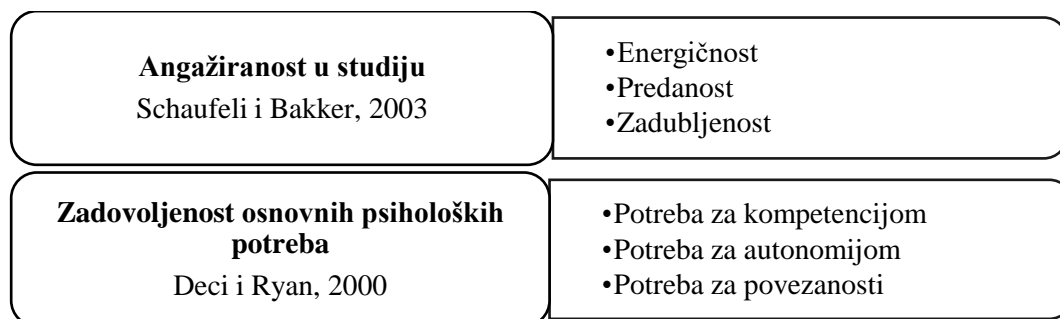 Angažiranost u studiju
Schaufeli i Bakker, 2003
•Energičnost
•Predanost
•Zadubljenost
Zadovoljenost osnovnih psiholoških
potreba
Deci i Ryan, 2000
•Potreba za kompetencijom
•Potreba za autonomijom
•Potreba za povezanosti